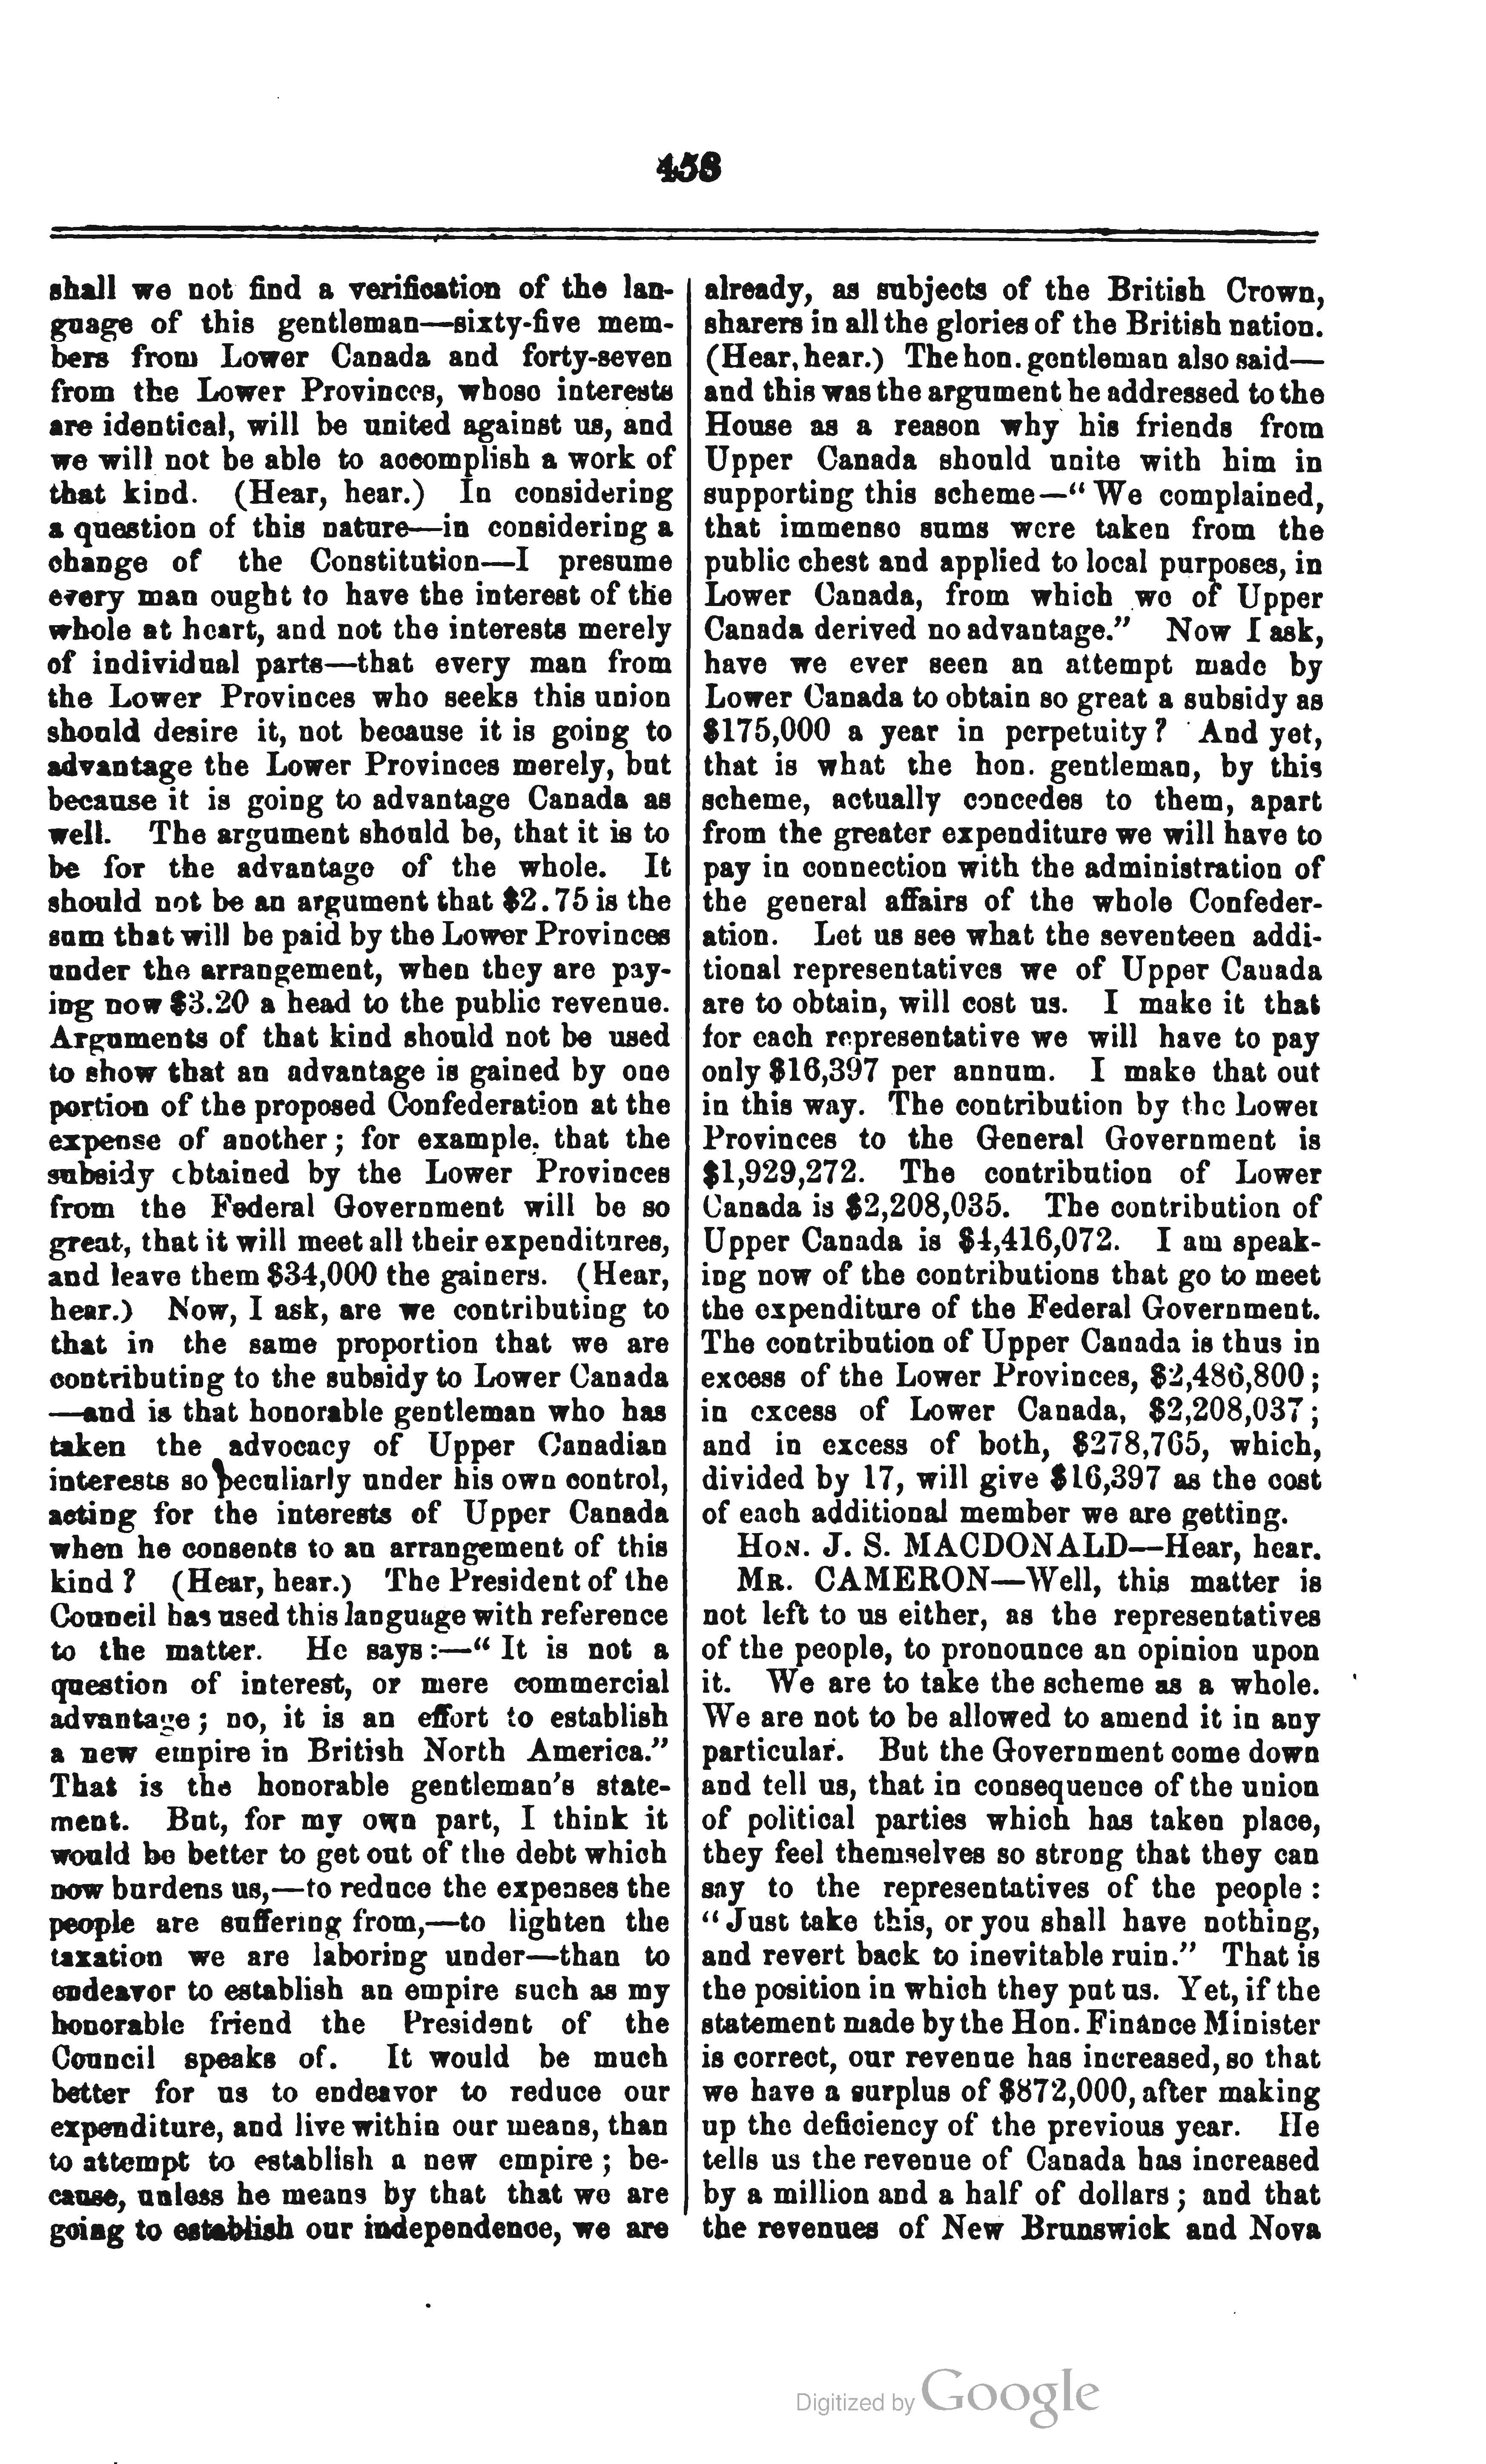 458
shall we not find a verification of the lan-
guage of this gentleman—sixty-five mem-
bers from Lower Canada and forty-seven
from the Lower Provinces, whose interests
are identical, will be united against us, and
we will not be able to accomplish a work of
that kind. (Hear, hear.) In considering
a question of this nature—in considering a
change of the Constitution—I presume
every man ought to have the interest of the
whole at heart, and not the interests merely
of individual parts—that every man from
the Lower Provinces who seeks this union
should desire it, not because it is going to
advantage the Lower Provinces merely, but
because it is going to advantage Canada as
well. The argument should be, that it is to
be for the advantage of the whole. It
should not be an argument that $2.75 is the
sum that will be paid by the Lower Provinces
under the arrangement, when they are pay-
ing now $3.20 a head to the public revenue.
Arguments of that kind should not be used
to show that an advantage is gained by one
portion of the proposed Confederation at the
expense of another; for example, that the
subsidy obtained by the Lower Provinces
from the Federal Government will be so
great, that it will meet all their expenditures,
and leave them $34,000 the gainers. (Hear,
hear.) Now, I ask, are we contributing to
that in the same proportion that we are
contributing to the subsidy to Lower Canada
—and is that honorable gentleman who has
taken the advocacy of Upper Canadian
interests so peculiarly under his own control,
acting for the interests of Upper Canada
when he consents to an arrangement of this
kind? (Hear, hear.) The President of the
Council has used this language with reference
to the matter. He says:—“It is not a
question of interest, or mere commercial
advantage; no, it is an effort to establish
a new empire in British North America.”
That is the honorable gentleman's state-
ment. But, for my own part, I think it
would be better to get out of the debt which
now burdens us,—to reduce the expenses the
people are suffering from,—to lighten the
taxation we are laboring under—than to
endeavor to establish an empire such as my
honorable friend the President of the
Council speaks of. It would be much
better for us to endeavor to reduce our
expenditure, and live within our means, than
to attempt to establish a new empire; be-
cause, unless he means by that that we are
going to establish our independence, we are
already, as subjects of the British Crown,
sharers in all the glories of the British nation.
(Hear, hear.) The hon. gentleman also said—
and this was the argument he addressed to the
House as a reason why his friends from
Upper Canada should unite with him in
supporting this scheme—“We complained,
that immense sums were taken from the
public chest and applied to local purposes, in
Lower Canada, from which we of Upper
Canada derived no advantage.” Now I ask,
have we ever seen an attempt made by
Lower Canada to obtain so great a subsidy as
$175,000 a year in perpetuity? And yet,
that is what the hon. gentleman, by this
scheme, actually concedes to them, apart
from the greater expenditure we will have to
pay in connection with the administration of
the general affairs of the whole Confeder-
ation. Let us see what the seventeen addi-
tional representatives we of Upper Canada
are to obtain, will cost us. I make it that
for each representative we will have to pay
only $16,397 per annum. I make that out
in this way. The contribution by the Lower
Provinces to the General Government is
$1,929,272. The contribution of Lower
Canada is $2,208,035. The contribution of
Upper Canada is $4,416,072. I am speak-
ing now of the contributions that go to meet
the expenditure of the Federal Government.
The contribution of Upper Canada is thus in
excess of the Lower Provinces, $2,486,800;
in excess of Lower Canada, $2,208,037;
and in excess of both, $278,765, which,
divided by 17, will give $16,397 as the cost
of each additional member we are getting.
HON. J. S. MACDONALD—Hear, hear.
MR. CAMERON—Well, this matter is
not left to us either, as the representatives
of the people, to pronounce an opinion upon
it. We are to take the scheme as a whole.
We are not to be allowed to amend it in any
particular. But the Government come down
and tell us, that in consequence of the union
of political parties which has taken place,
they feel themselves so strong that they can
say to the representatives of the people:
“Just take this, or you shall have nothing,
and revert back to inevitable ruin.” That is
the position in which they put us. Yet, if the
statement made by the Hon. Finance Minister
is correct, our revenue has increased, so that
we have a surplus of $872,000, after making
up the deficiency of the previous year. He
tells us the revenue of Canada has increased
by a million and a half of dollars; and that
the revenues of New Brunswick and Nova
Digitized by Google